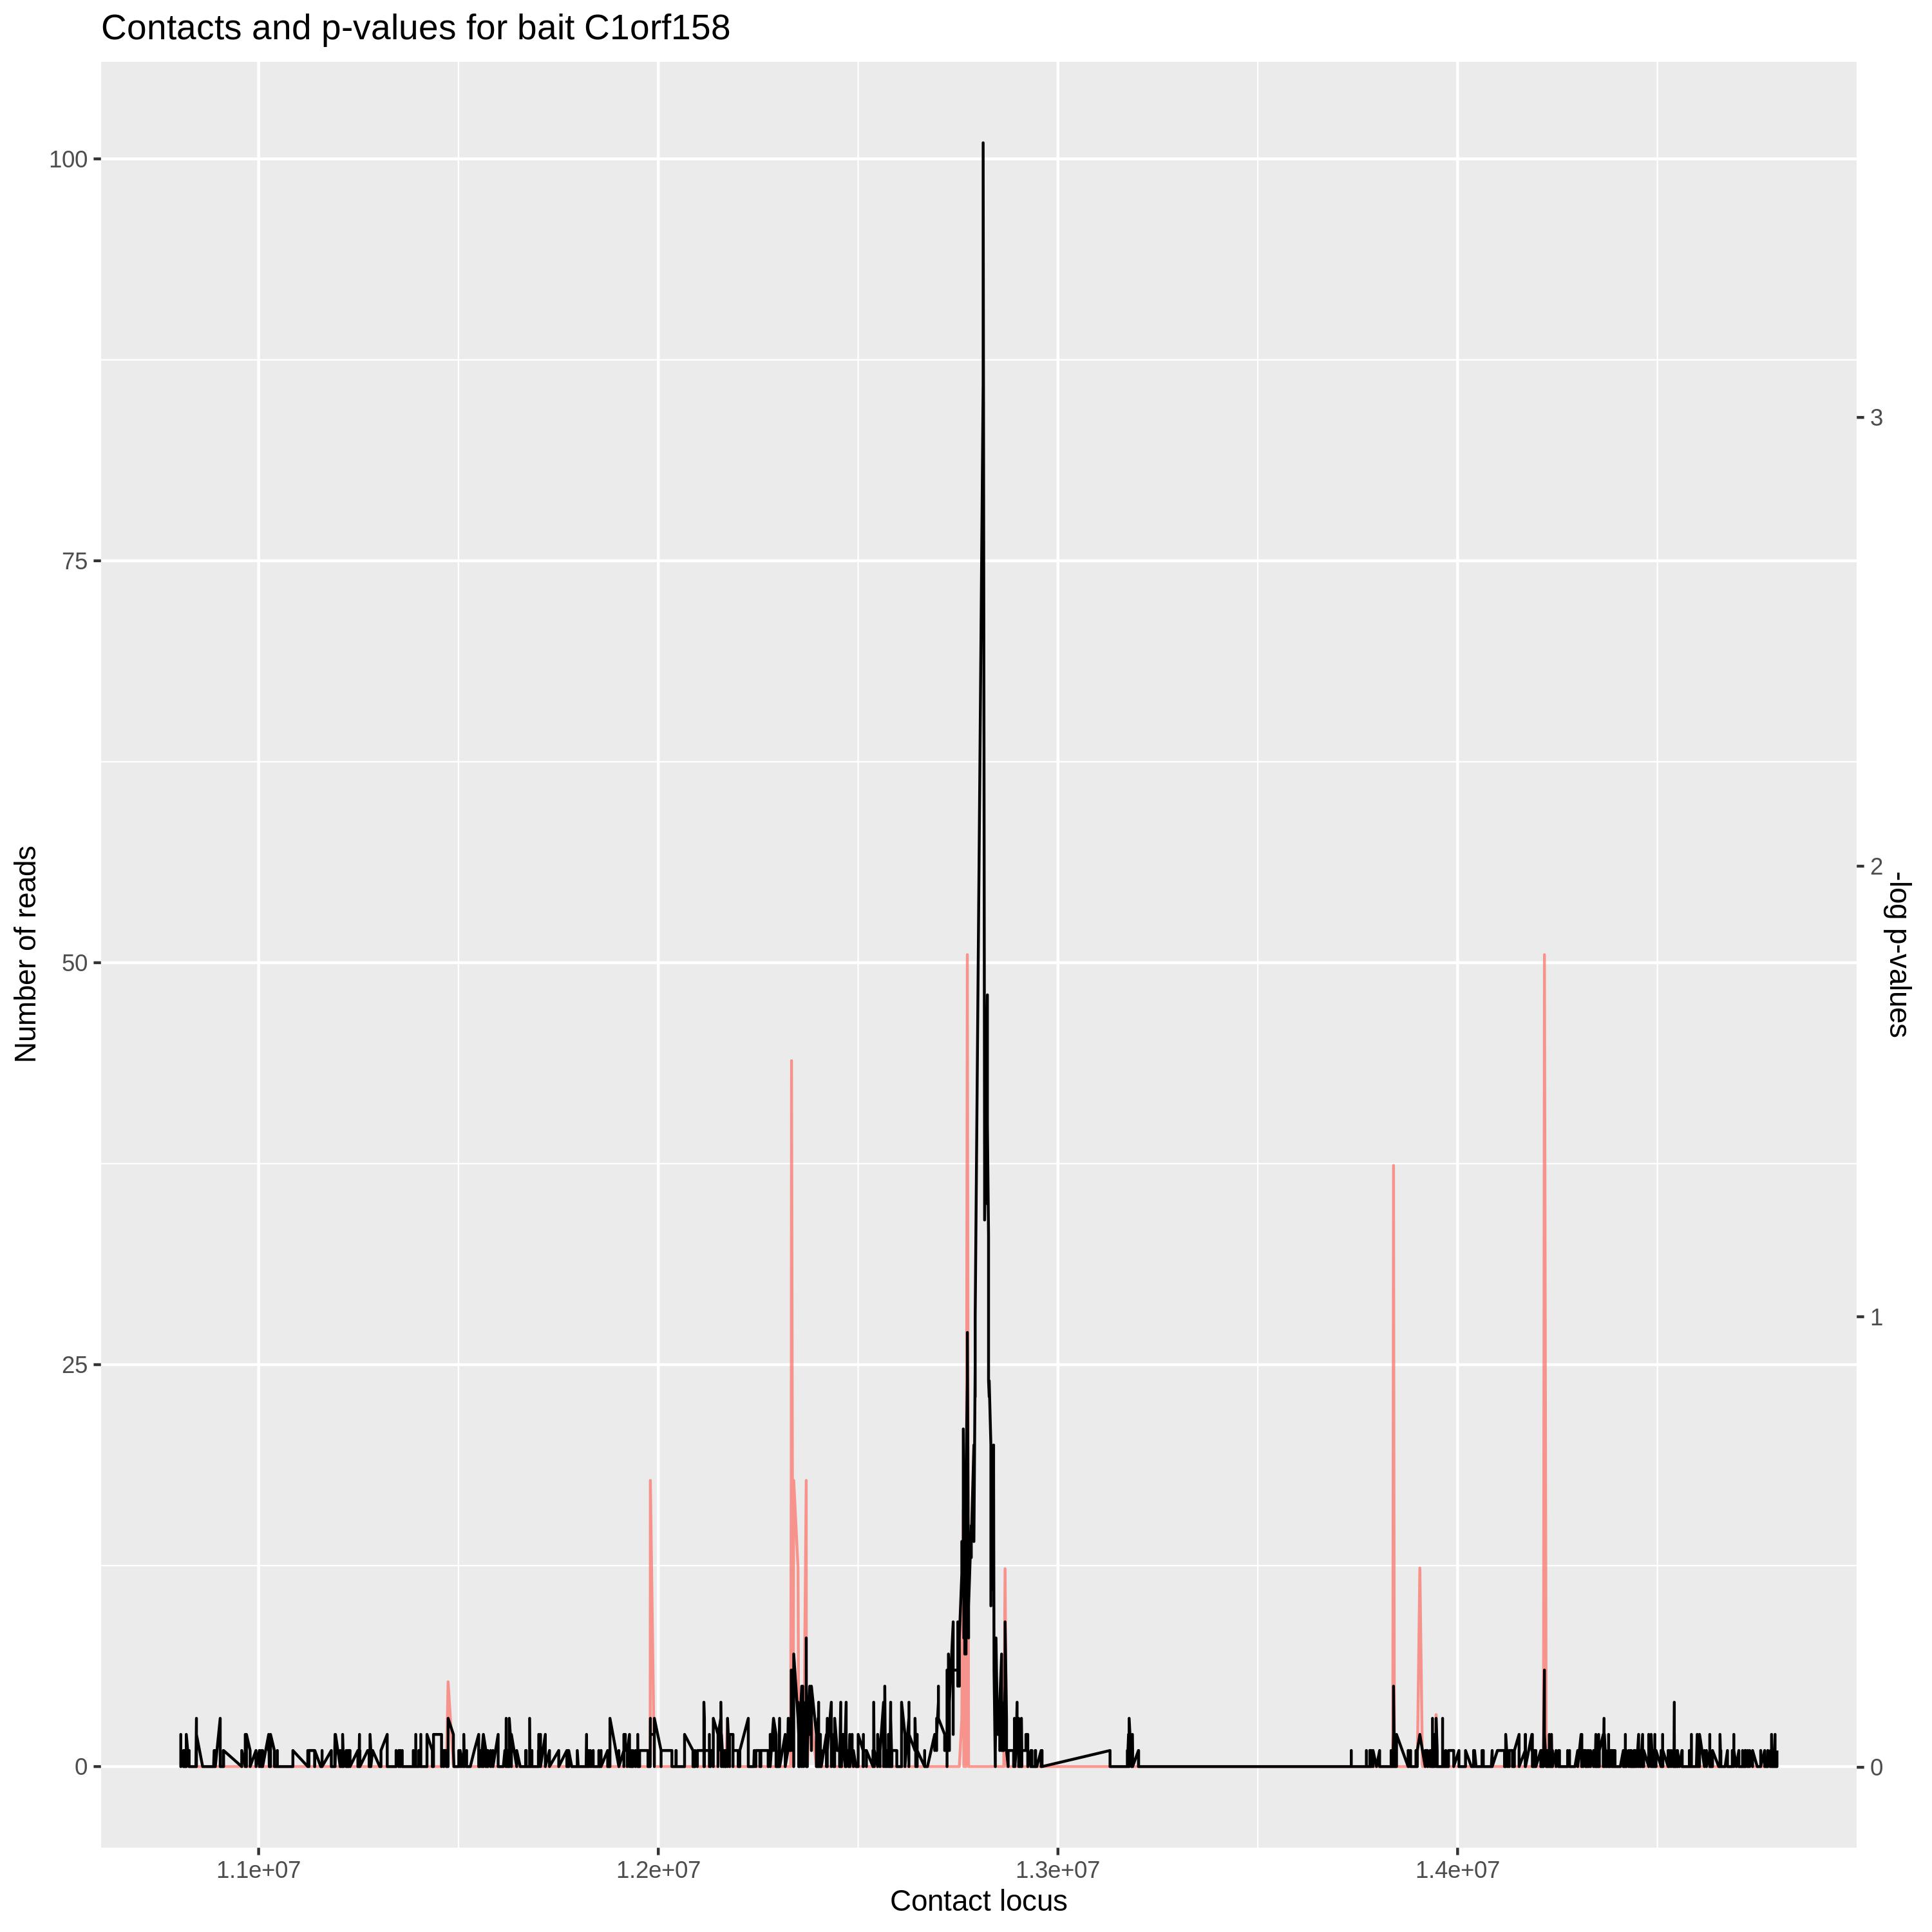 Contacts and p-values for bait C1orf158
100
75
50
25
0
Number of reads
3
2
1
0
-log p-values
1.1e+07
1.2e+07
1.3e+07
1.4e+07
Contact locus